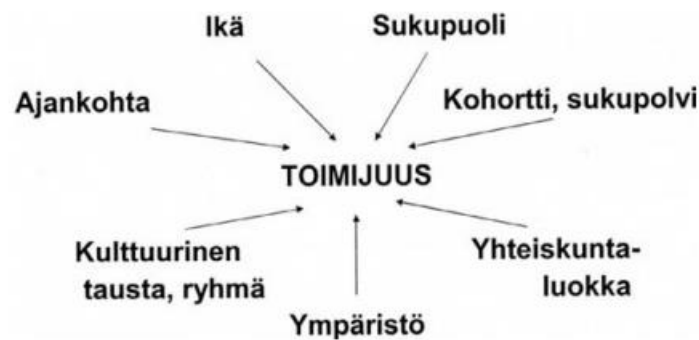 Ikä
Sukupuoli
Ajankohta
Kohortti, sukupolvi
TOIMIJUUS
Kulttuurinen
tausta, ryhmä
Yhteiskunta-
luokka
Ympäristö